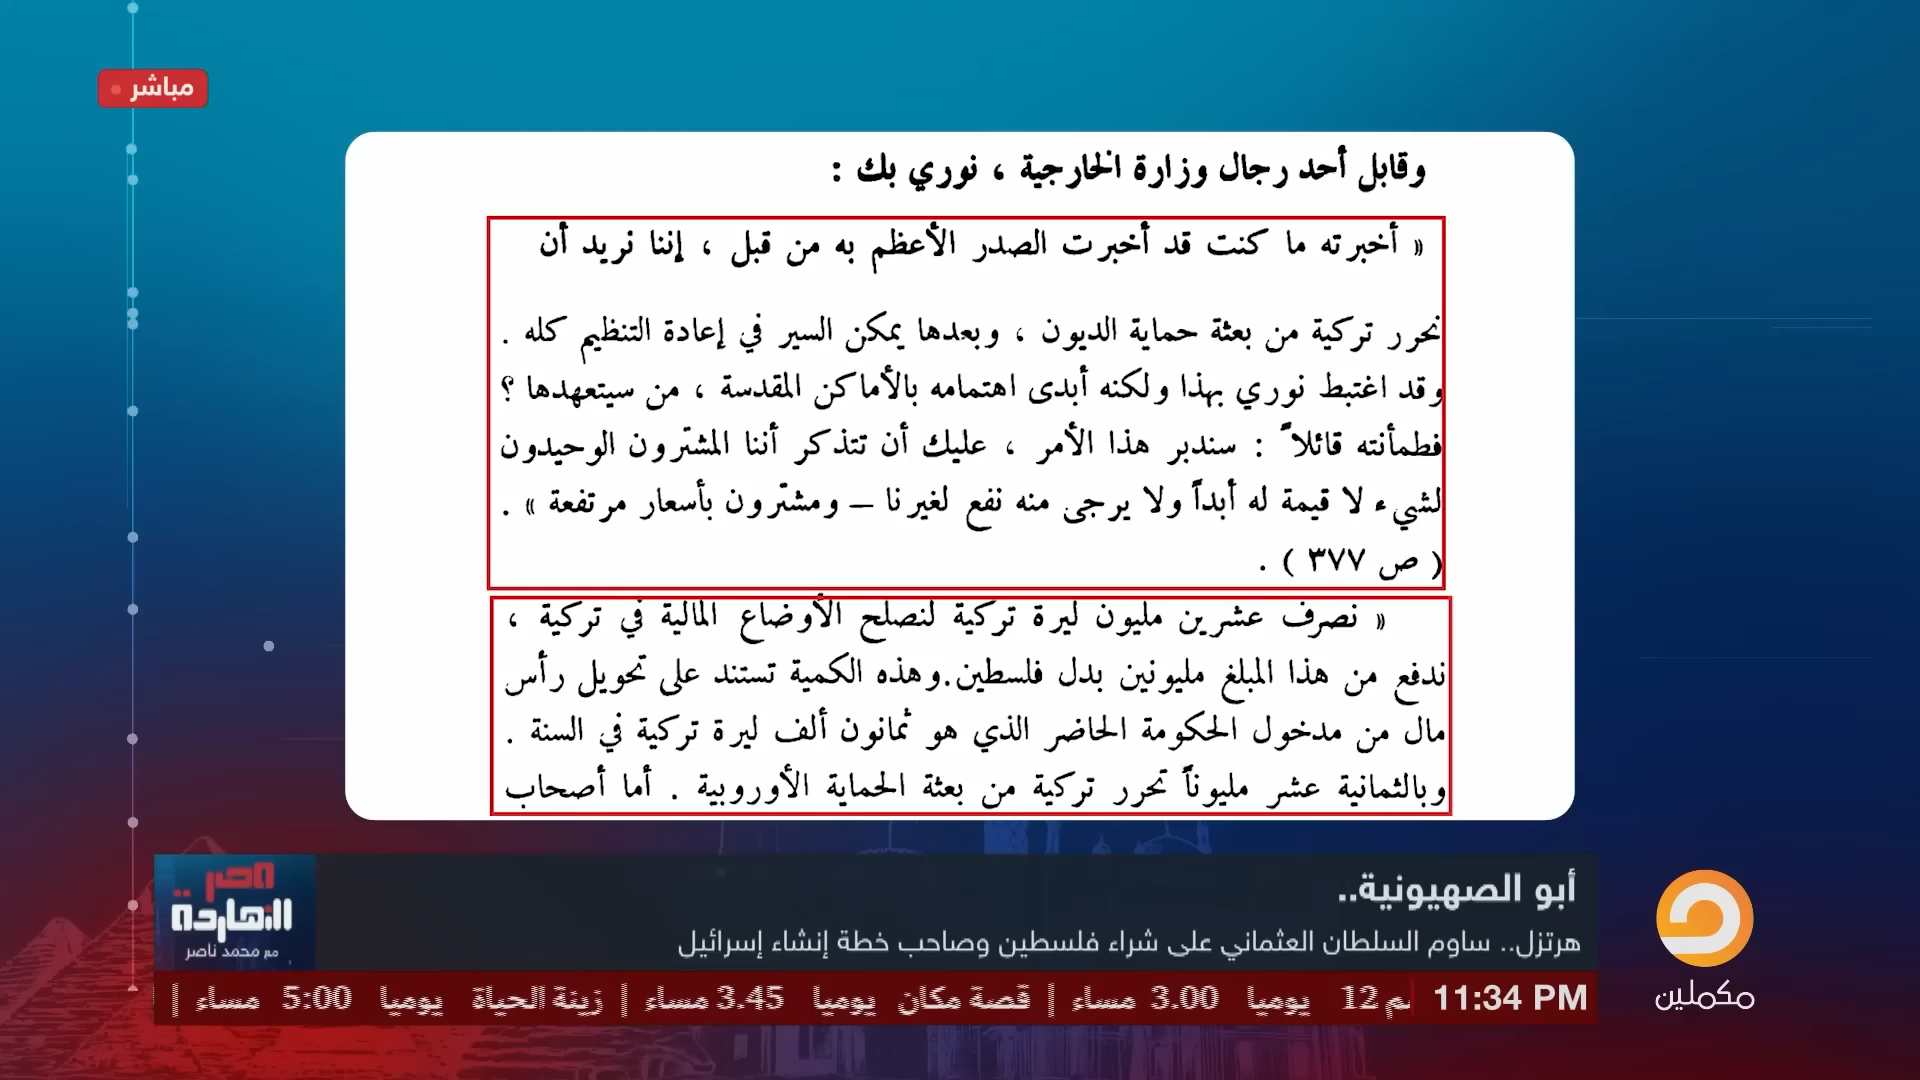 مباشر
وقابل أحد رجال وزارة الخارجية ، نوري بك :
« أخبرته ما كنت قد أخبرت الصدر الأعظم به من قبل ، إننا نريد أن
نحرر تركية من بعثة حماية الديون ، وبعدها يمكن السير في إعادة التنظيم كله .
وقد اغتبط نوري بهذا ولكنه أبدى اهتمامه بالأماكن المقدسة ، من سيتعهدها ؟
فطمأنته قائلاً : سندبر هذا الأمر ، عليك أن تتذكر أننا المشترون الوحيدون
لشيء لا قيمة له أبداً ولا يرجى منه نفع لغيرنا – ومشترون بأسعار مرتفعة » .
( ص ٣٧٧ ) .
« نصرف عشرين مليون ليرة تركية لنصلح الأوضاع المالية في تركية ،
ندفع من هذا المبلغ مليونين بدل فلسطين.وهذه الكمية تستند على تحويل رأس
مال من مدخول الحكومة الحاضر الذي هو ثمانون ألف ليرة تركية في السنة .
وبالثمانية عشر مليوناً تحرر تركية من بعثة الحماية الأوروبية . أما أصحاب
مصر
النهاردة
مع محمد ناصر
أبو الصهيونية..
هرتزل.. ساوم السلطان العثماني على شراء فلسطين وصاحب خطة إنشاء إسرائيل
11:34 PM
12 يوميا 3.00 مساء | قصة مكان يوميا 3.45 مساء | زينة الحياة يوميا 5:00 مساء |
مكملين